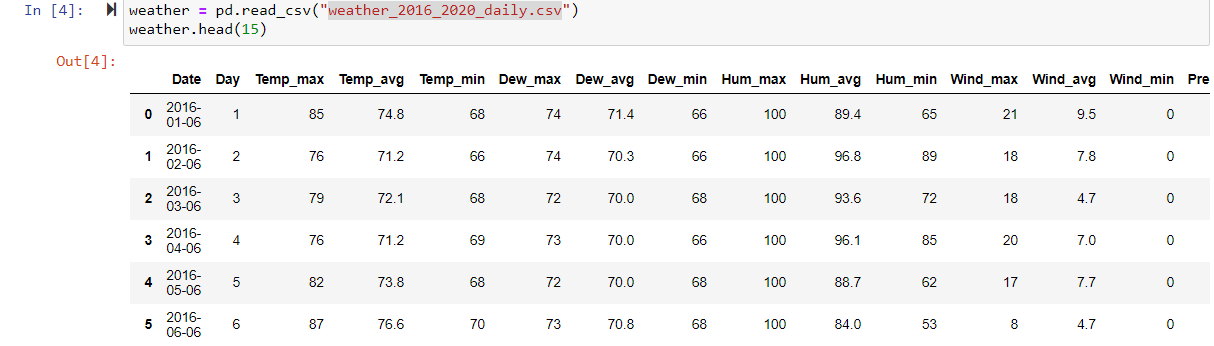 In [4]: weather = pd.read_csv("weather_2016_2020_daily.csv")
weather.head(15)
Out[4]:
Date Day Temp_max Temp_avg Temp_min Dew_max Dew_avg Dew_min Hum_max Hum_avg Hum_min Wind_max Wind_avg Wind_min Pre
0 2016-01-06 1 85 74.8 68 74 71.4 66 100 89.4 65 21 9.5 0
1 2016-02-06 2 76 71.2 66 74 70.3 66 100 96.8 89 18 7.8 0
2 2016-03-06 3 79 72.1 68 72 70.0 68 100 93.6 72 18 4.7 0
3 2016-04-06 4 76 71.2 69 73 70.0 66 100 96.1 85 20 7.0 0
4 2016-05-06 5 82 73.8 68 72 70.0 68 100 88.7 62 17 7.7 0
5 2016-06-06 6 87 76.6 70 73 70.8 68 100 84.0 53 8 4.7 0